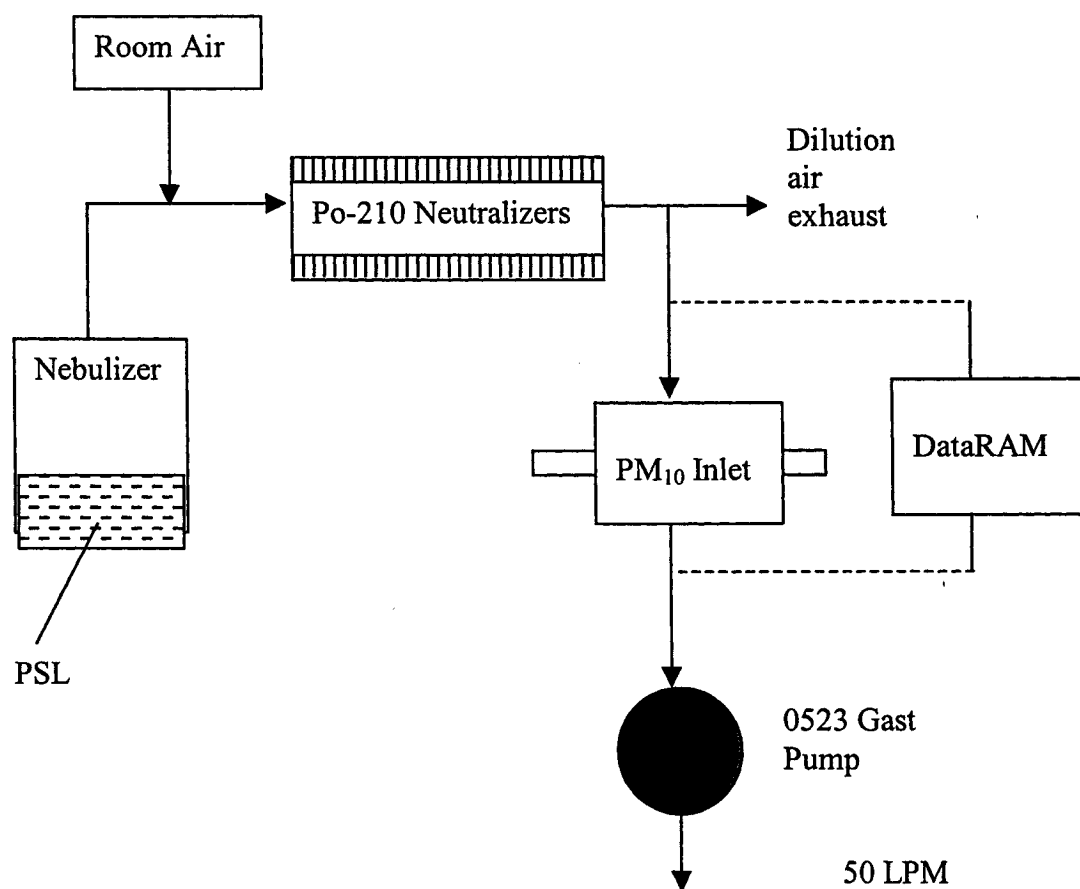 Room Air
Po-210 Neutralizers
Dilution
air
exhaust
Nebulizer
PM₁₀ Inlet
DataRAM
PSL
0523 Gast
Pump
50 LPM